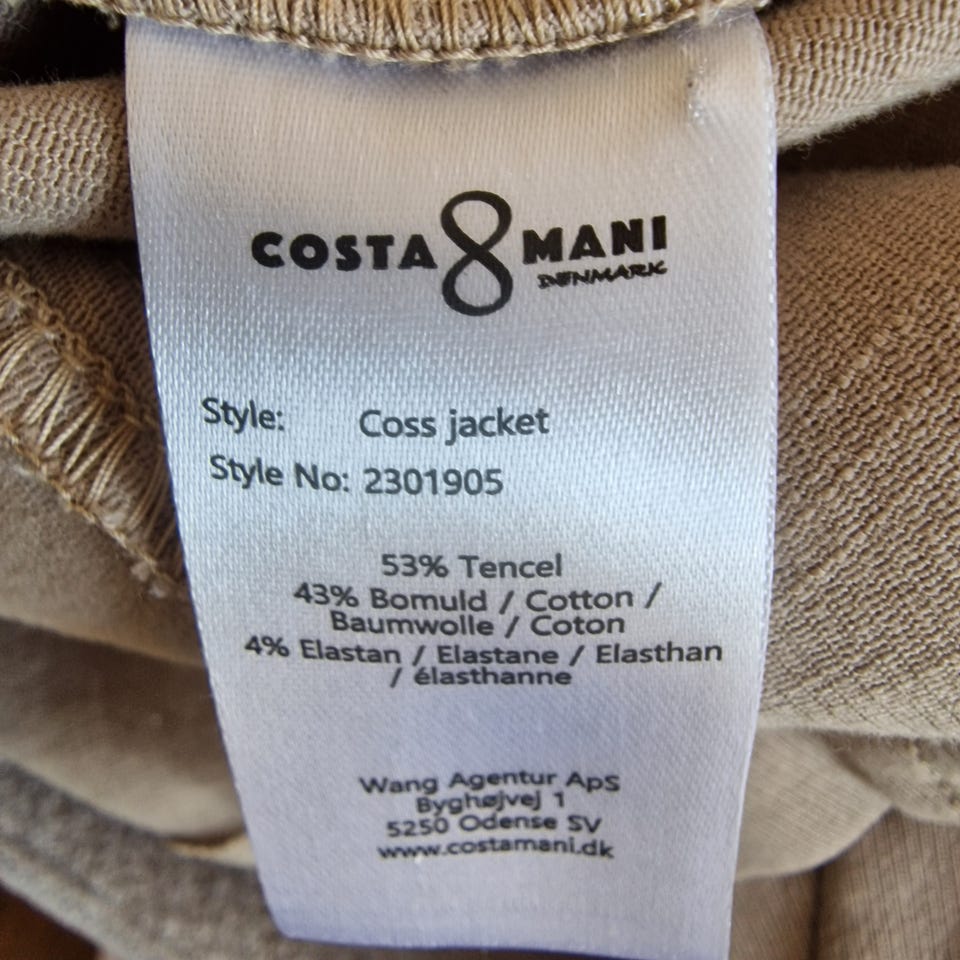 COSTA 8 MANI
DENMARK
Style: Coss jacket
Style No: 2301905
53% Tencel
43% Bomuld / Cotton /
Baumwolle / Coton
4% Elastan / Elastane / Elasthan
/ élasthanne
Wang Agentur ApS
Byghøjvej 1
5250 Odense SV
www.costamani.dk